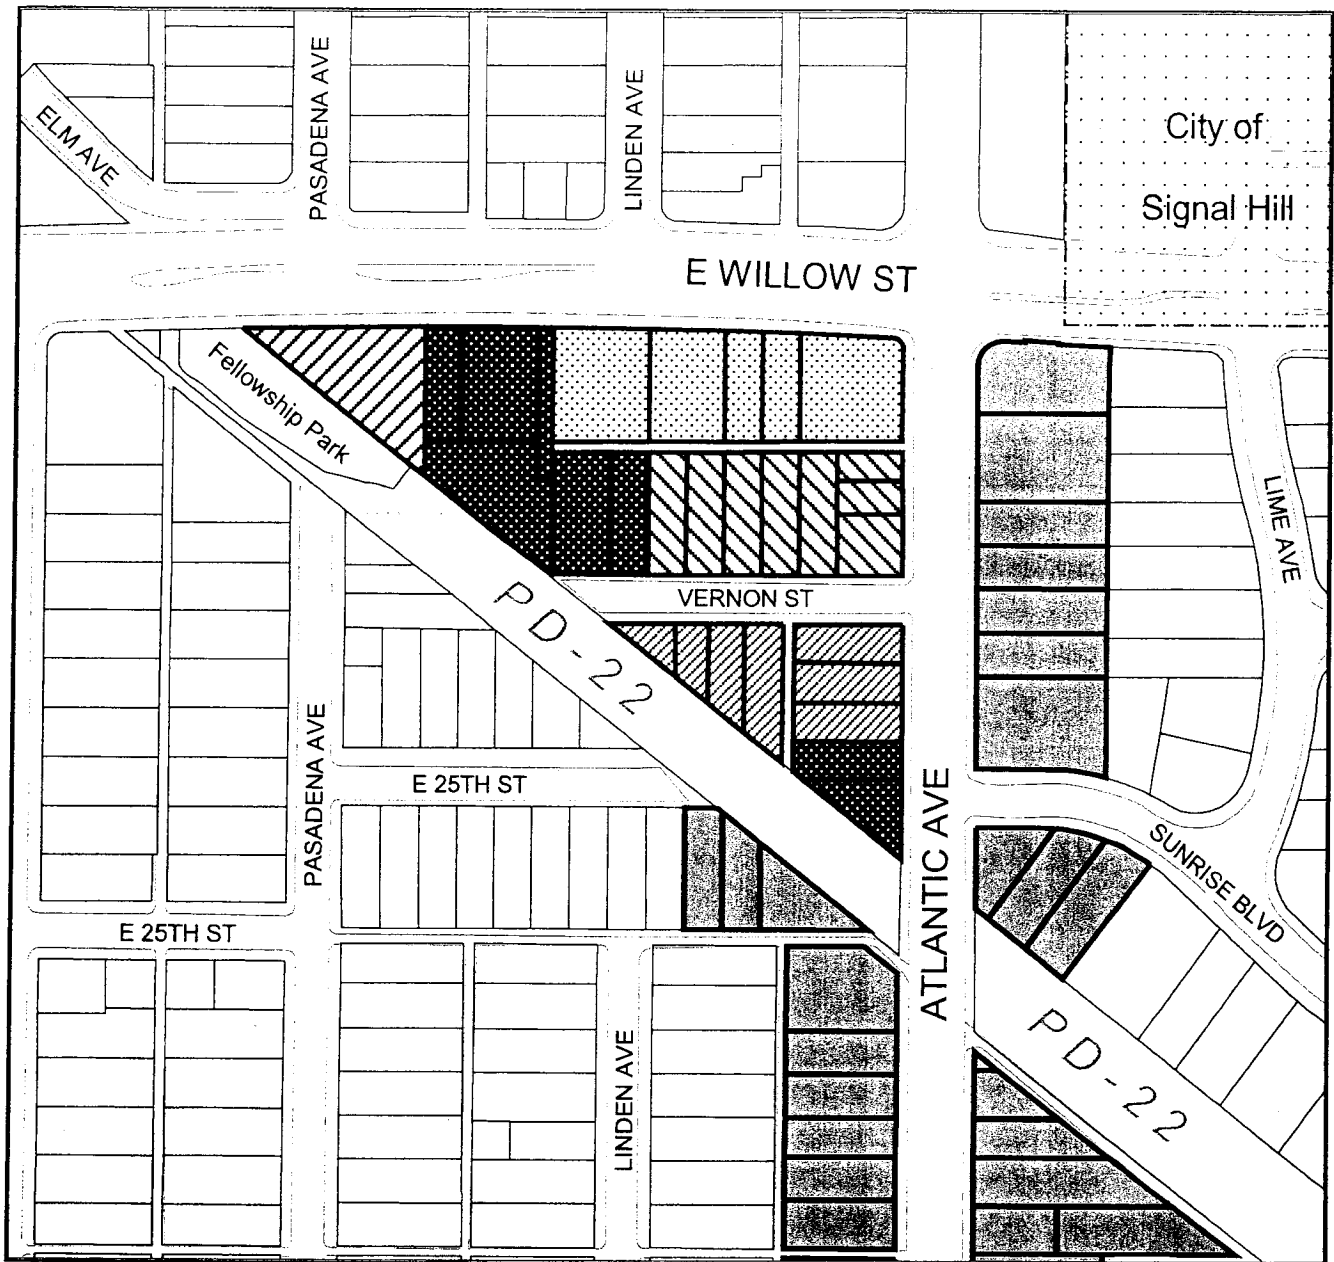 PASADENA AVE
LINDEN AVE
ELM AVE
City of
Signal Hill
E WILLOW ST
Fellowship Park
LIME AVE
VERNON ST
PD-22
PASADENA AVE
E 25TH ST
ATLANTIC AVE
SUNRISE BLVD
E 25TH ST
LINDEN AVE
PD-22